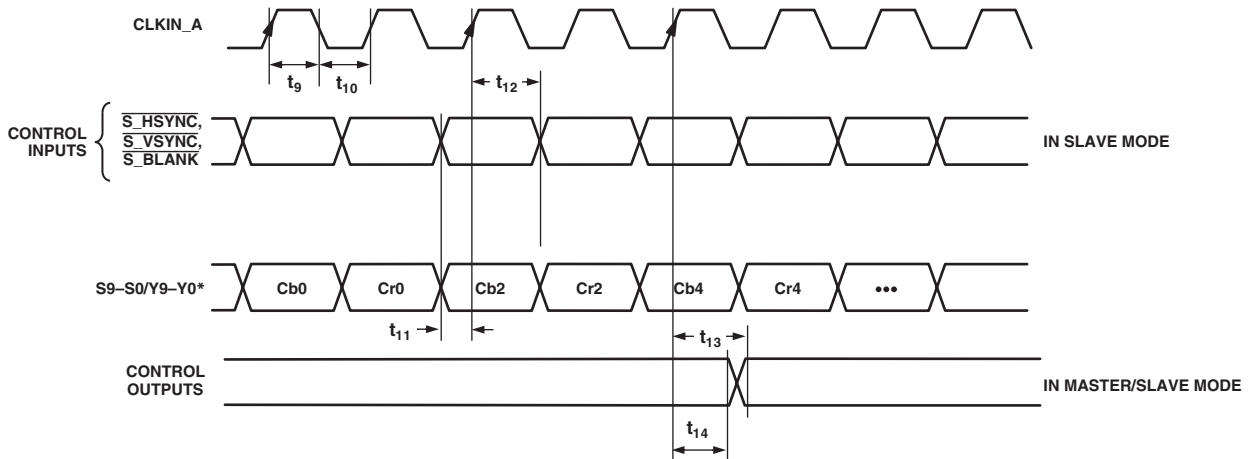 CLKIN_A
t9
t10
t12
CONTROL
INPUTS
S_HSYNC,
S_VSYNC,
S_BLANK
IN SLAVE MODE
S9–S0/Y9–Y0*
Cb0
Cr0
Cb2
Cr2
Cb4
Cr4
•••
t11
t13
CONTROL
OUTPUTS
IN MASTER/SLAVE MODE
t14